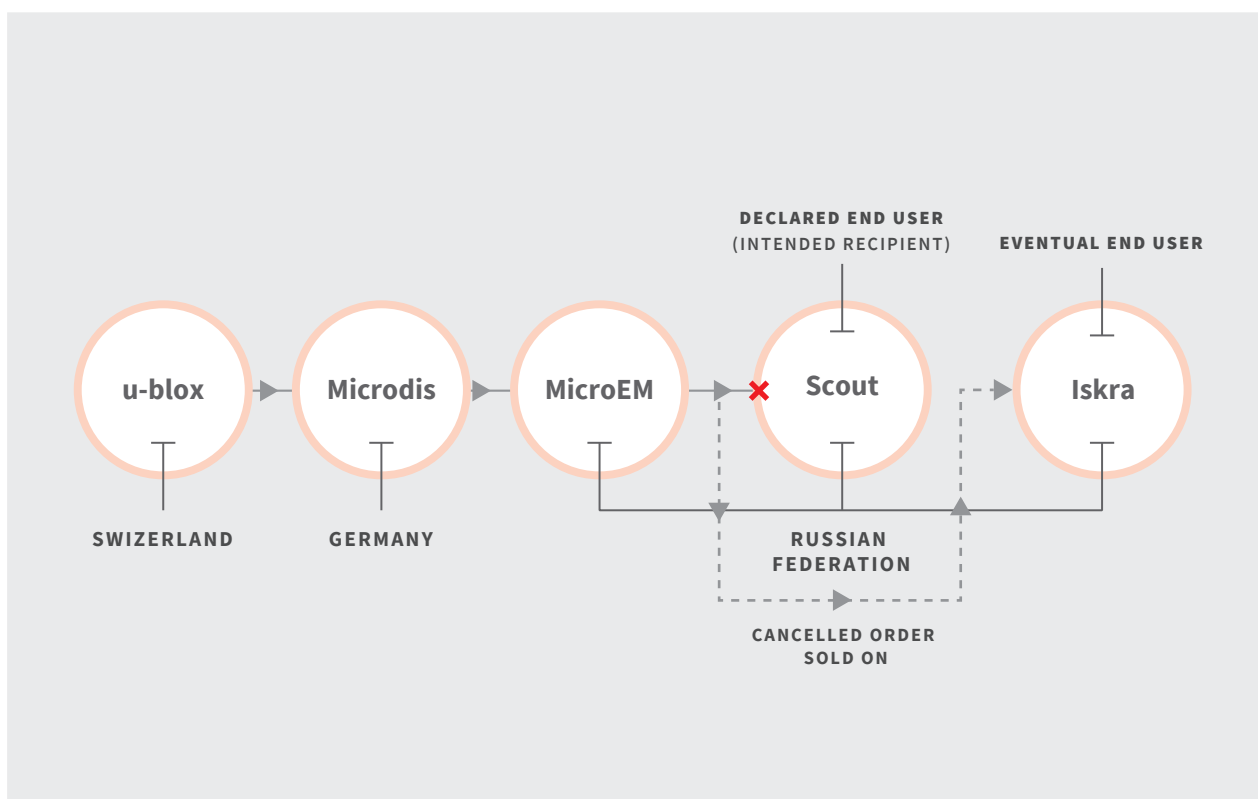 DECLARED END USER
(INTENDED RECIPIENT)
EVENTUAL END USER
u-blox
Microdis
MicroEM
Scout
Iskra
SWIZERLAND
GERMANY
RUSSIAN
FEDERATION
CANCELLED ORDER
SOLD ON